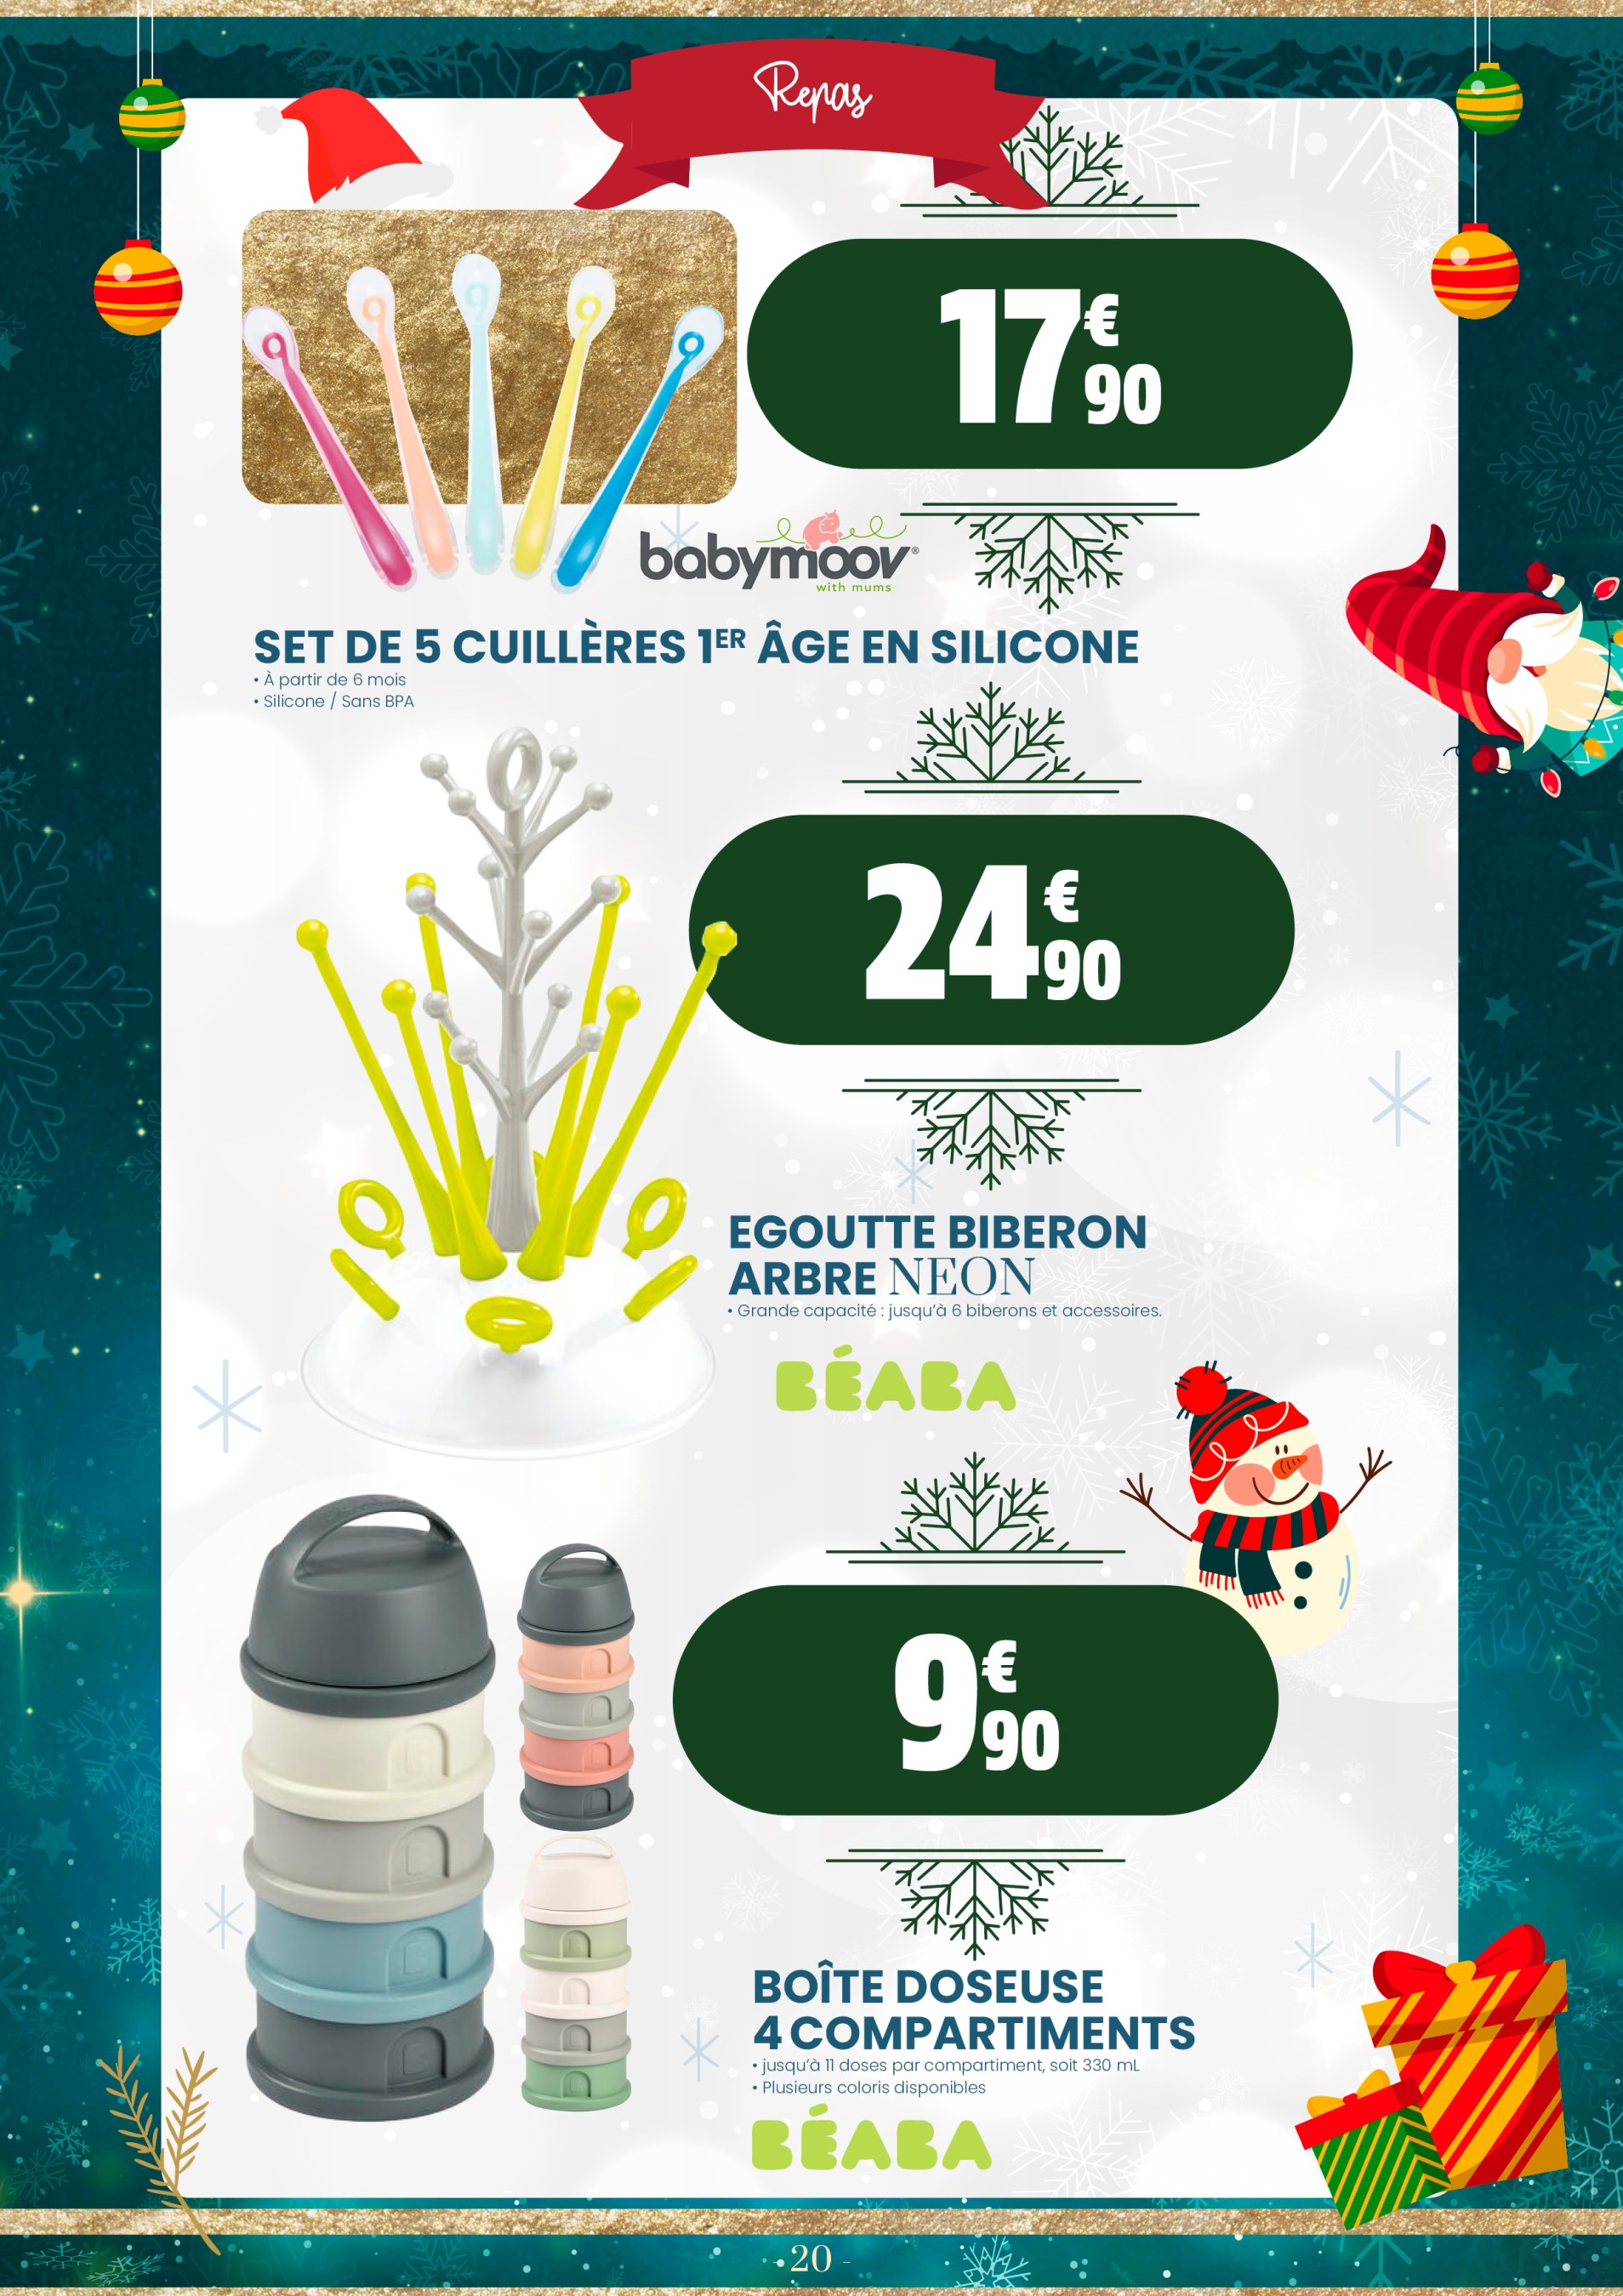 Repas
17€90
babymoov®
with mums
SET DE 5 CUILLÈRES 1ER ÂGE EN SILICONE
• À partir de 6 mois
• Silicone / Sans BPA
24€90
EGOUTTE BIBERON
ARBRE NEON
• Grande capacité : jusqu'à 6 biberons et accessoires.
BÉABA
9€90
BOÎTE DOSEUSE
4 COMPARTIMENTS
• jusqu'à 11 doses par compartiment, soit 330 mL
• Plusieurs coloris disponibles
BÉABA
- 20 -